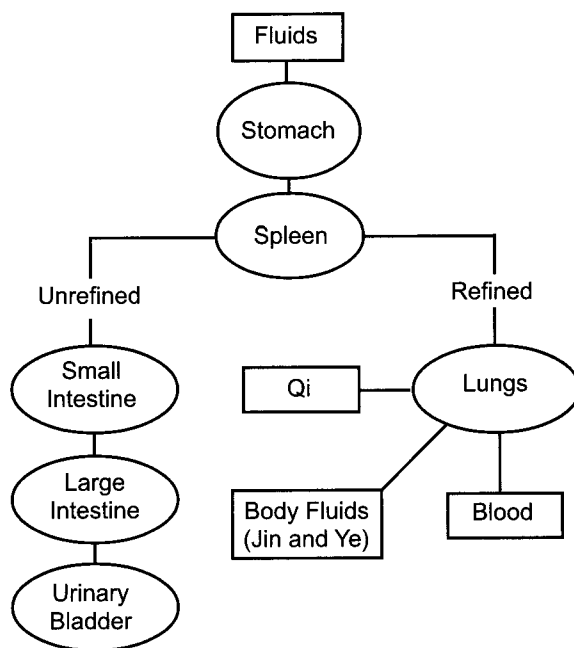 Fluids
Stomach
Spleen
Unrefined
Refined
Small
Intestine
Qi
Lungs
Large
Intestine
Body Fluids
(Jin and Ye)
Blood
Urinary
Bladder